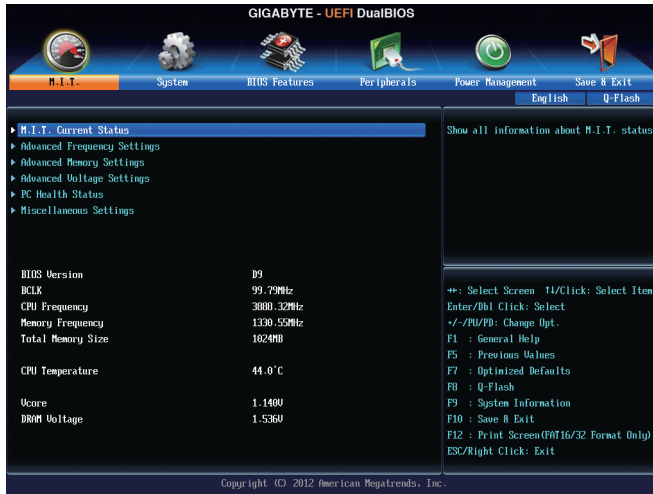 GIGABYTE - UEFI DualBIOS
M.I.T. System BIOS Features Peripherals Power Management Save & Exit
English Q-Flash
M.I.T. Current Status
Advanced Frequency Settings
Advanced Memory Settings
Advanced Voltage Settings
PC Health Status
Miscellaneous Settings
Show all information about M.I.T. status
BIOS Version D9
BCLK 99.79MHz
CPU Frequency 3888.32MHz
Memory Frequency 1330.55MHz
Total Memory Size 1024MB
CPU Temperature 44.0°C
Vcore 1.140V
DRAM Voltage 1.536V
→←: Select Screen ↑↓/Click: Select Item
Enter/Dbl Click: Select
+/-/PU/PD: Change Opt.
F1 : General Help
F5 : Previous Values
F7 : Optimized Defaults
F8 : Q-Flash
F9 : System Information
F10 : Save & Exit
F12 : Print Screen(FAT16/32 Format Only)
ESC/Right Click: Exit
Copyright (C) 2012 American Megatrends, Inc.